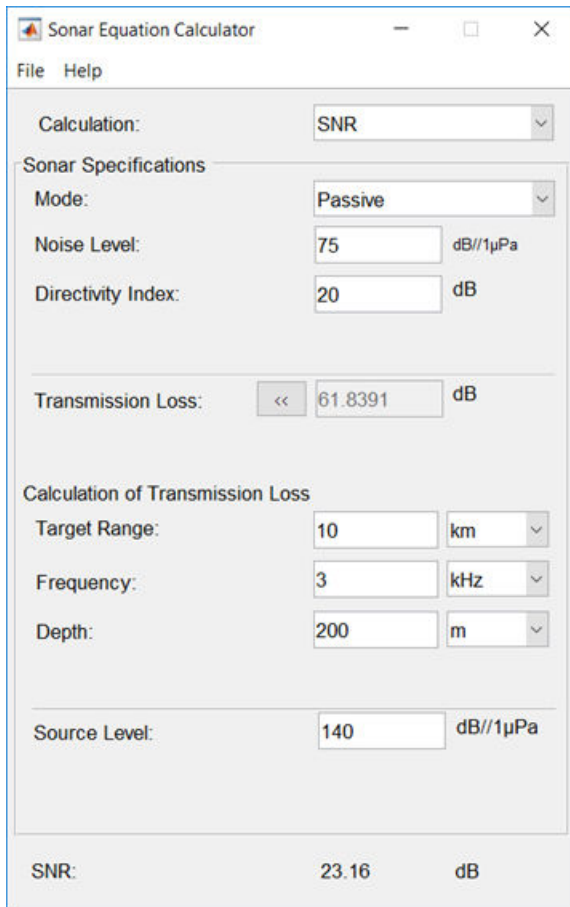 Sonar Equation Calculator
File Help
Calculation: SNR
Sonar Specifications
Mode: Passive
Noise Level: 75 dB//1µPa
Directivity Index: 20 dB
Transmission Loss: << 61.8391 dB
Calculation of Transmission Loss
Target Range: 10 km
Frequency: 3 kHz
Depth: 200 m
Source Level: 140 dB//1µPa
SNR: 23.16 dB